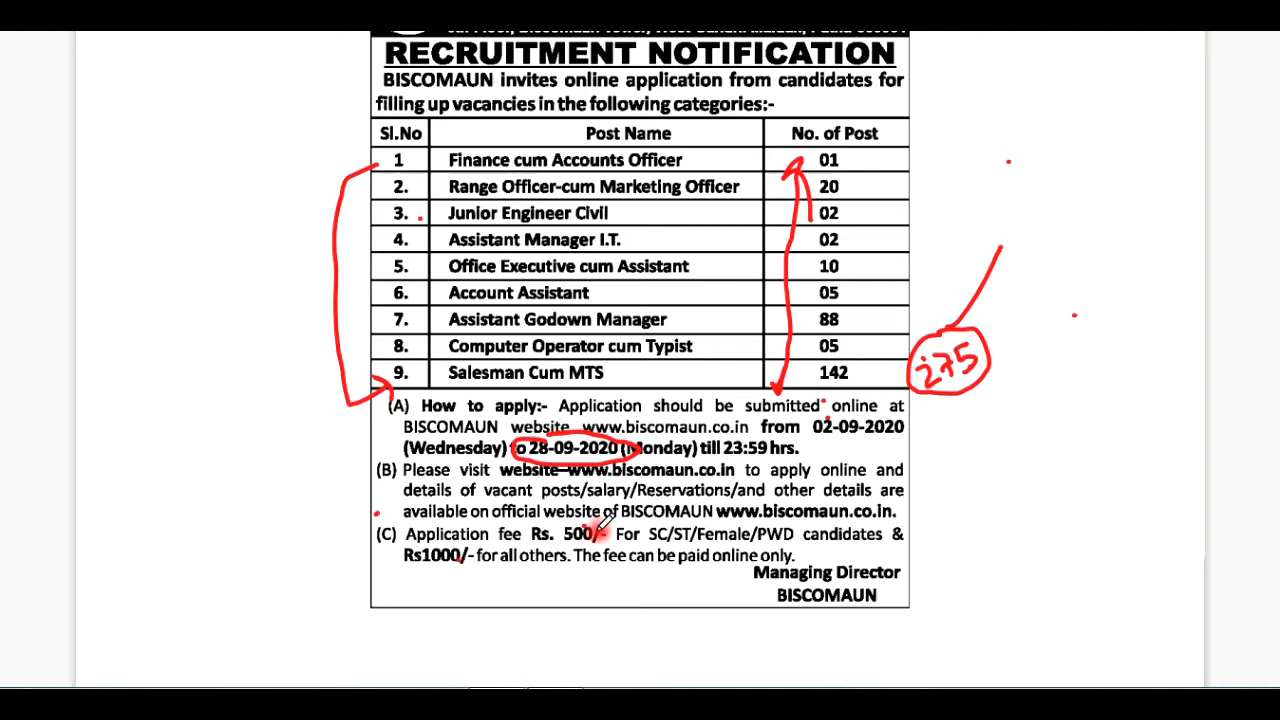 RECRUITMENT NOTIFICATION
BISCOMAUN invites online application from candidates for
filling up vacancies in the following categories:-
Sl.No Post Name No. of Post
1 Finance cum Accounts Officer 01
2. Range Officer-cum Marketing Officer 20
3. Junior Engineer Civil 02
4. Assistant Manager I.T. 02
5. Office Executive cum Assistant 10
6. Account Assistant 05
7. Assistant Godown Manager 88
8. Computer Operator cum Typist 05
9. Salesman Cum MTS 142
275
(A) How to apply:- Application should be submitted online at
BISCOMAUN website www.biscomaun.co.in from 02-09-2020
(Wednesday) to 28-09-2020 (Monday) till 23:59 hrs.
(B) Please visit website www.biscomaun.co.in to apply online and
details of vacant posts/salary/Reservations/and other details are
available on official website of BISCOMAUN www.biscomaun.co.in.
(C) Application fee Rs. 500/- For SC/ST/Female/PWD candidates &
Rs1000/- for all others. The fee can be paid online only.
Managing Director
BISCOMAUN